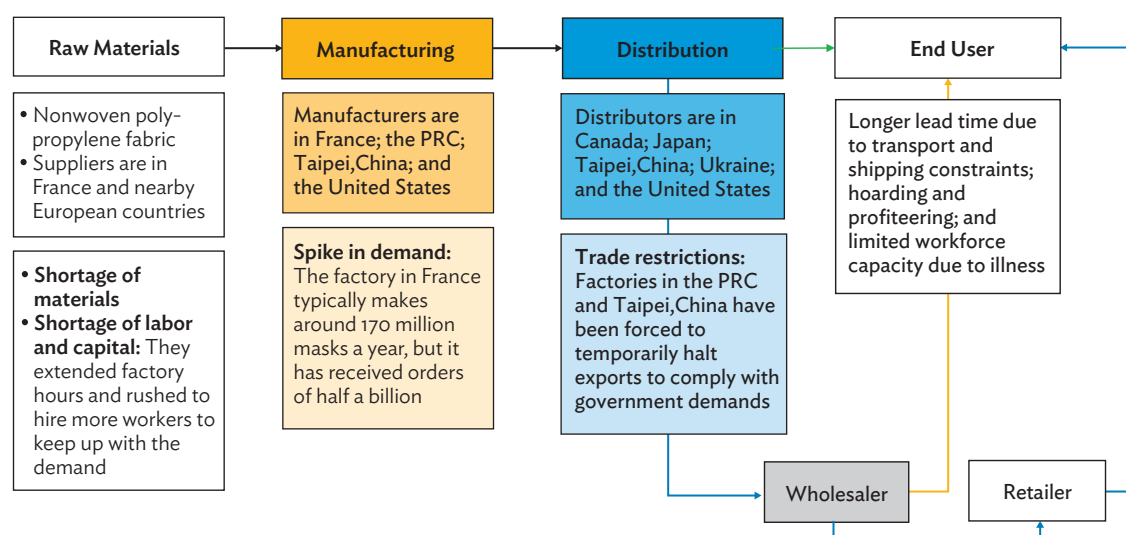 Raw Materials
Manufacturing
Distribution
End User
• Nonwoven poly-
propylene fabric
• Suppliers are in
France and nearby
European countries
Manufacturers are
in France; the PRC;
Taipei,China; and
the United States
Distributors are in
Canada; Japan;
Taipei,China; Ukraine;
and the United States
Longer lead time due
to transport and
shipping constraints;
hoarding and
profiteering; and
limited workforce
capacity due to illness
• Shortage of
materials
• Shortage of labor
and capital: They
extended factory
hours and rushed to
hire more workers to
keep up with the
demand
Spike in demand:
The factory in France
typically makes
around 170 million
masks a year, but it
has received orders
of half a billion
Trade restrictions:
Factories in the PRC
and Taipei,China have
been forced to
temporarily halt
exports to comply with
government demands
Wholesaler
Retailer